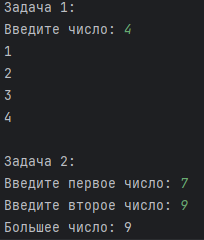 Задача 1:
Введите число: 4
1
2
3
4
Задача 2:
Введите первое число: 7
Введите второе число: 9
Большее число: 9